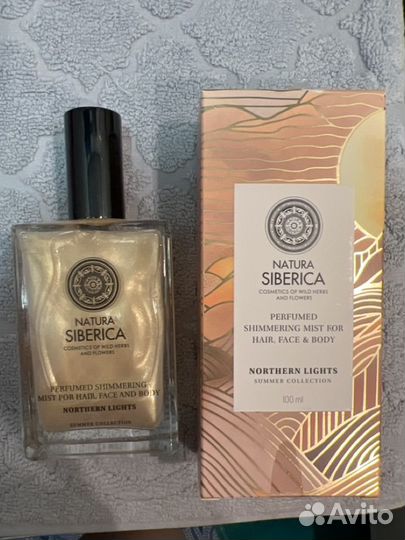 NATURA
SIBERICA
COSMETICS OF WILD HERBS
AND FLOWERS
PERFUMED SHIMMERING
MIST FOR HAIR, FACE AND BODY
NORTHERN LIGHTS
SUMMER COLLECTION
NATURA
SIBERICA
COSMETICS OF WILD HERBS
AND FLOWERS
PERFUMED
SHIMMERING MIST FOR
HAIR, FACE & BODY
NORTHERN LIGHTS
SUMMER COLLECTION
100 ml
Avito